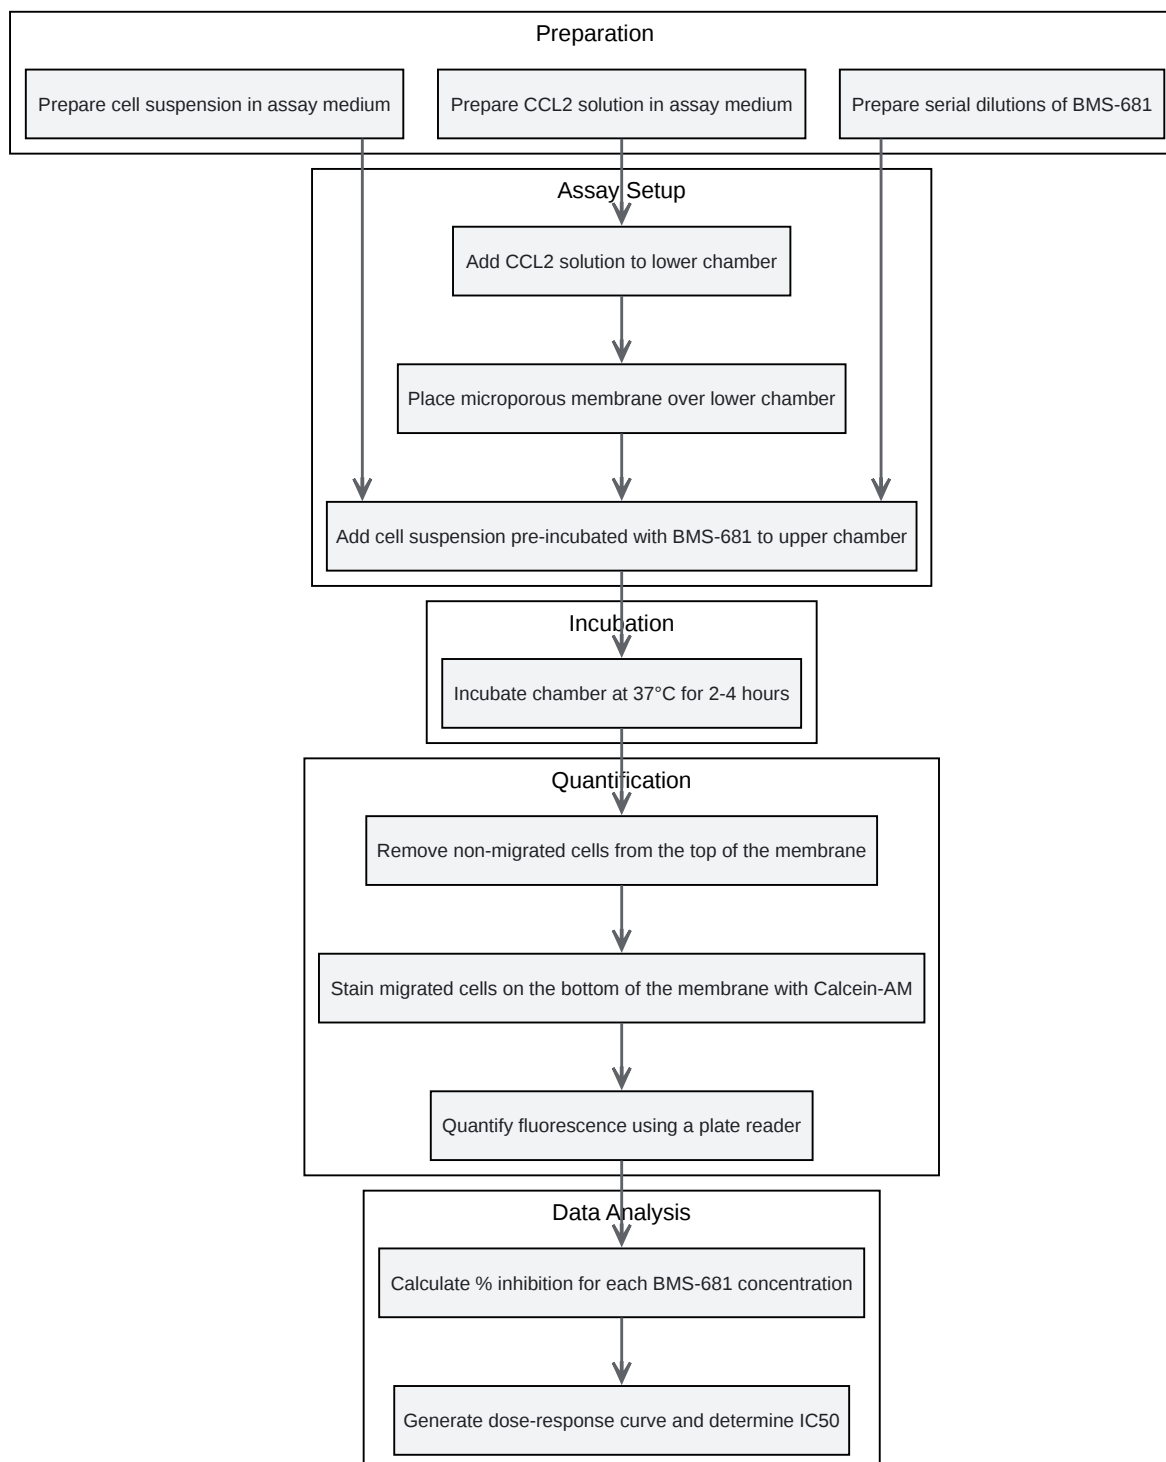 Preparation
Prepare cell suspension in assay medium
Prepare CCL2 solution in assay medium
Prepare serial dilutions of BMS-681
Assay Setup
Add CCL2 solution to lower chamber
Place microporous membrane over lower chamber
Add cell suspension pre-incubated with BMS-681 to upper chamber
Incubation
Incubate chamber at 37°C for 2-4 hours
Quantification
Remove non-migrated cells from the top of the membrane
Stain migrated cells on the bottom of the membrane with Calcein-AM
Quantify fluorescence using a plate reader
Data Analysis
Calculate % inhibition for each BMS-681 concentration
Generate dose-response curve and determine IC50